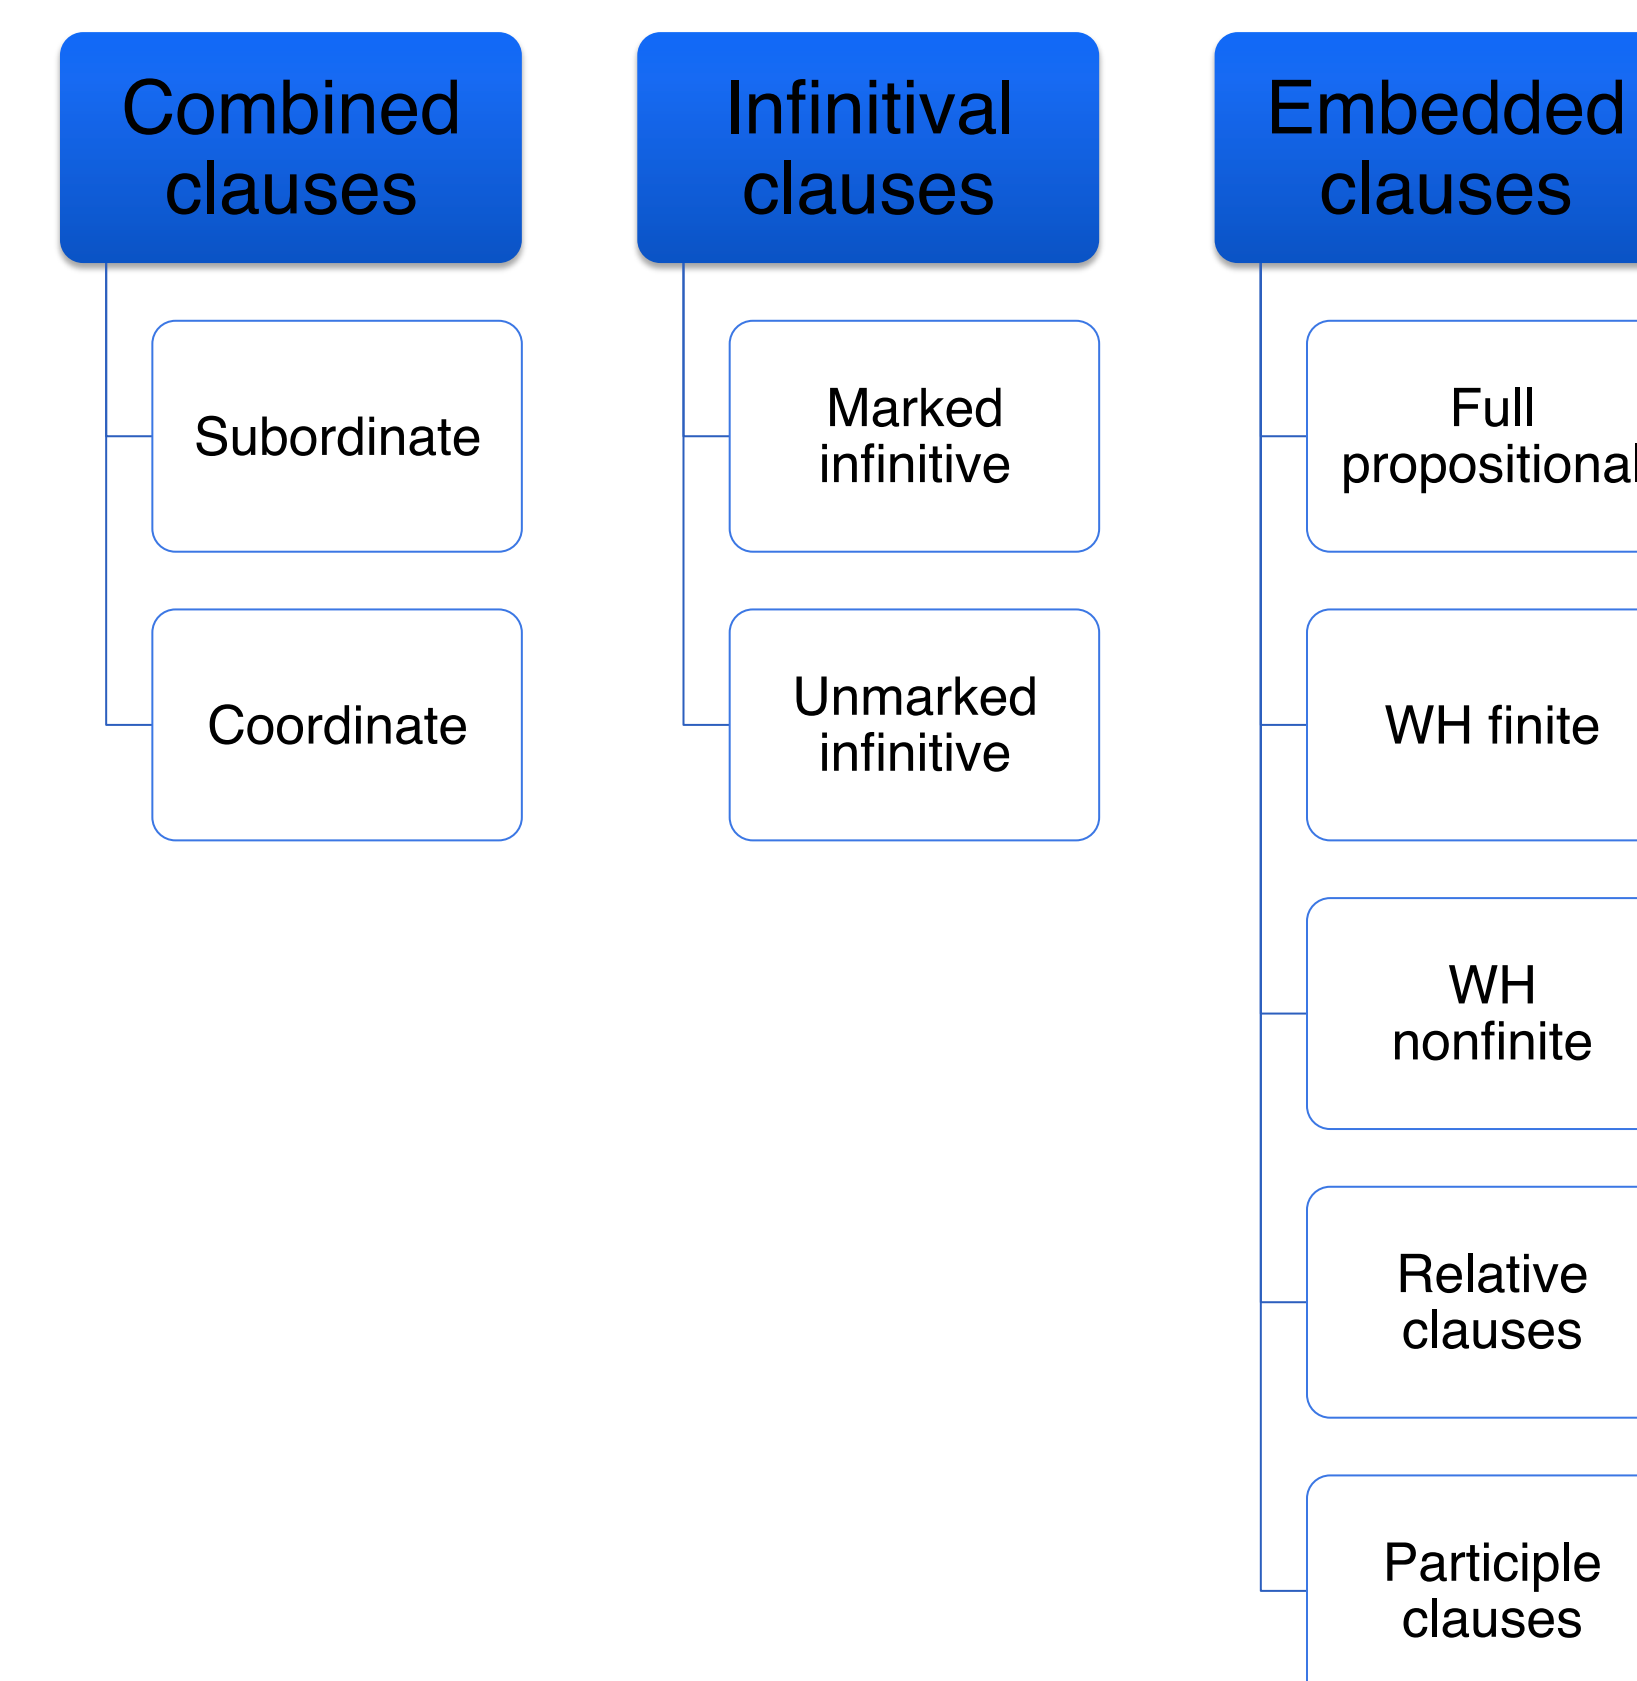 Combined
clauses
Subordinate
Coordinate
Infinitival
clauses
Marked
infinitive
Unmarked
infinitive
Embedded
clauses
Full
propositional
WH finite
WH
nonfinite
Relative
clauses
Participle
clauses